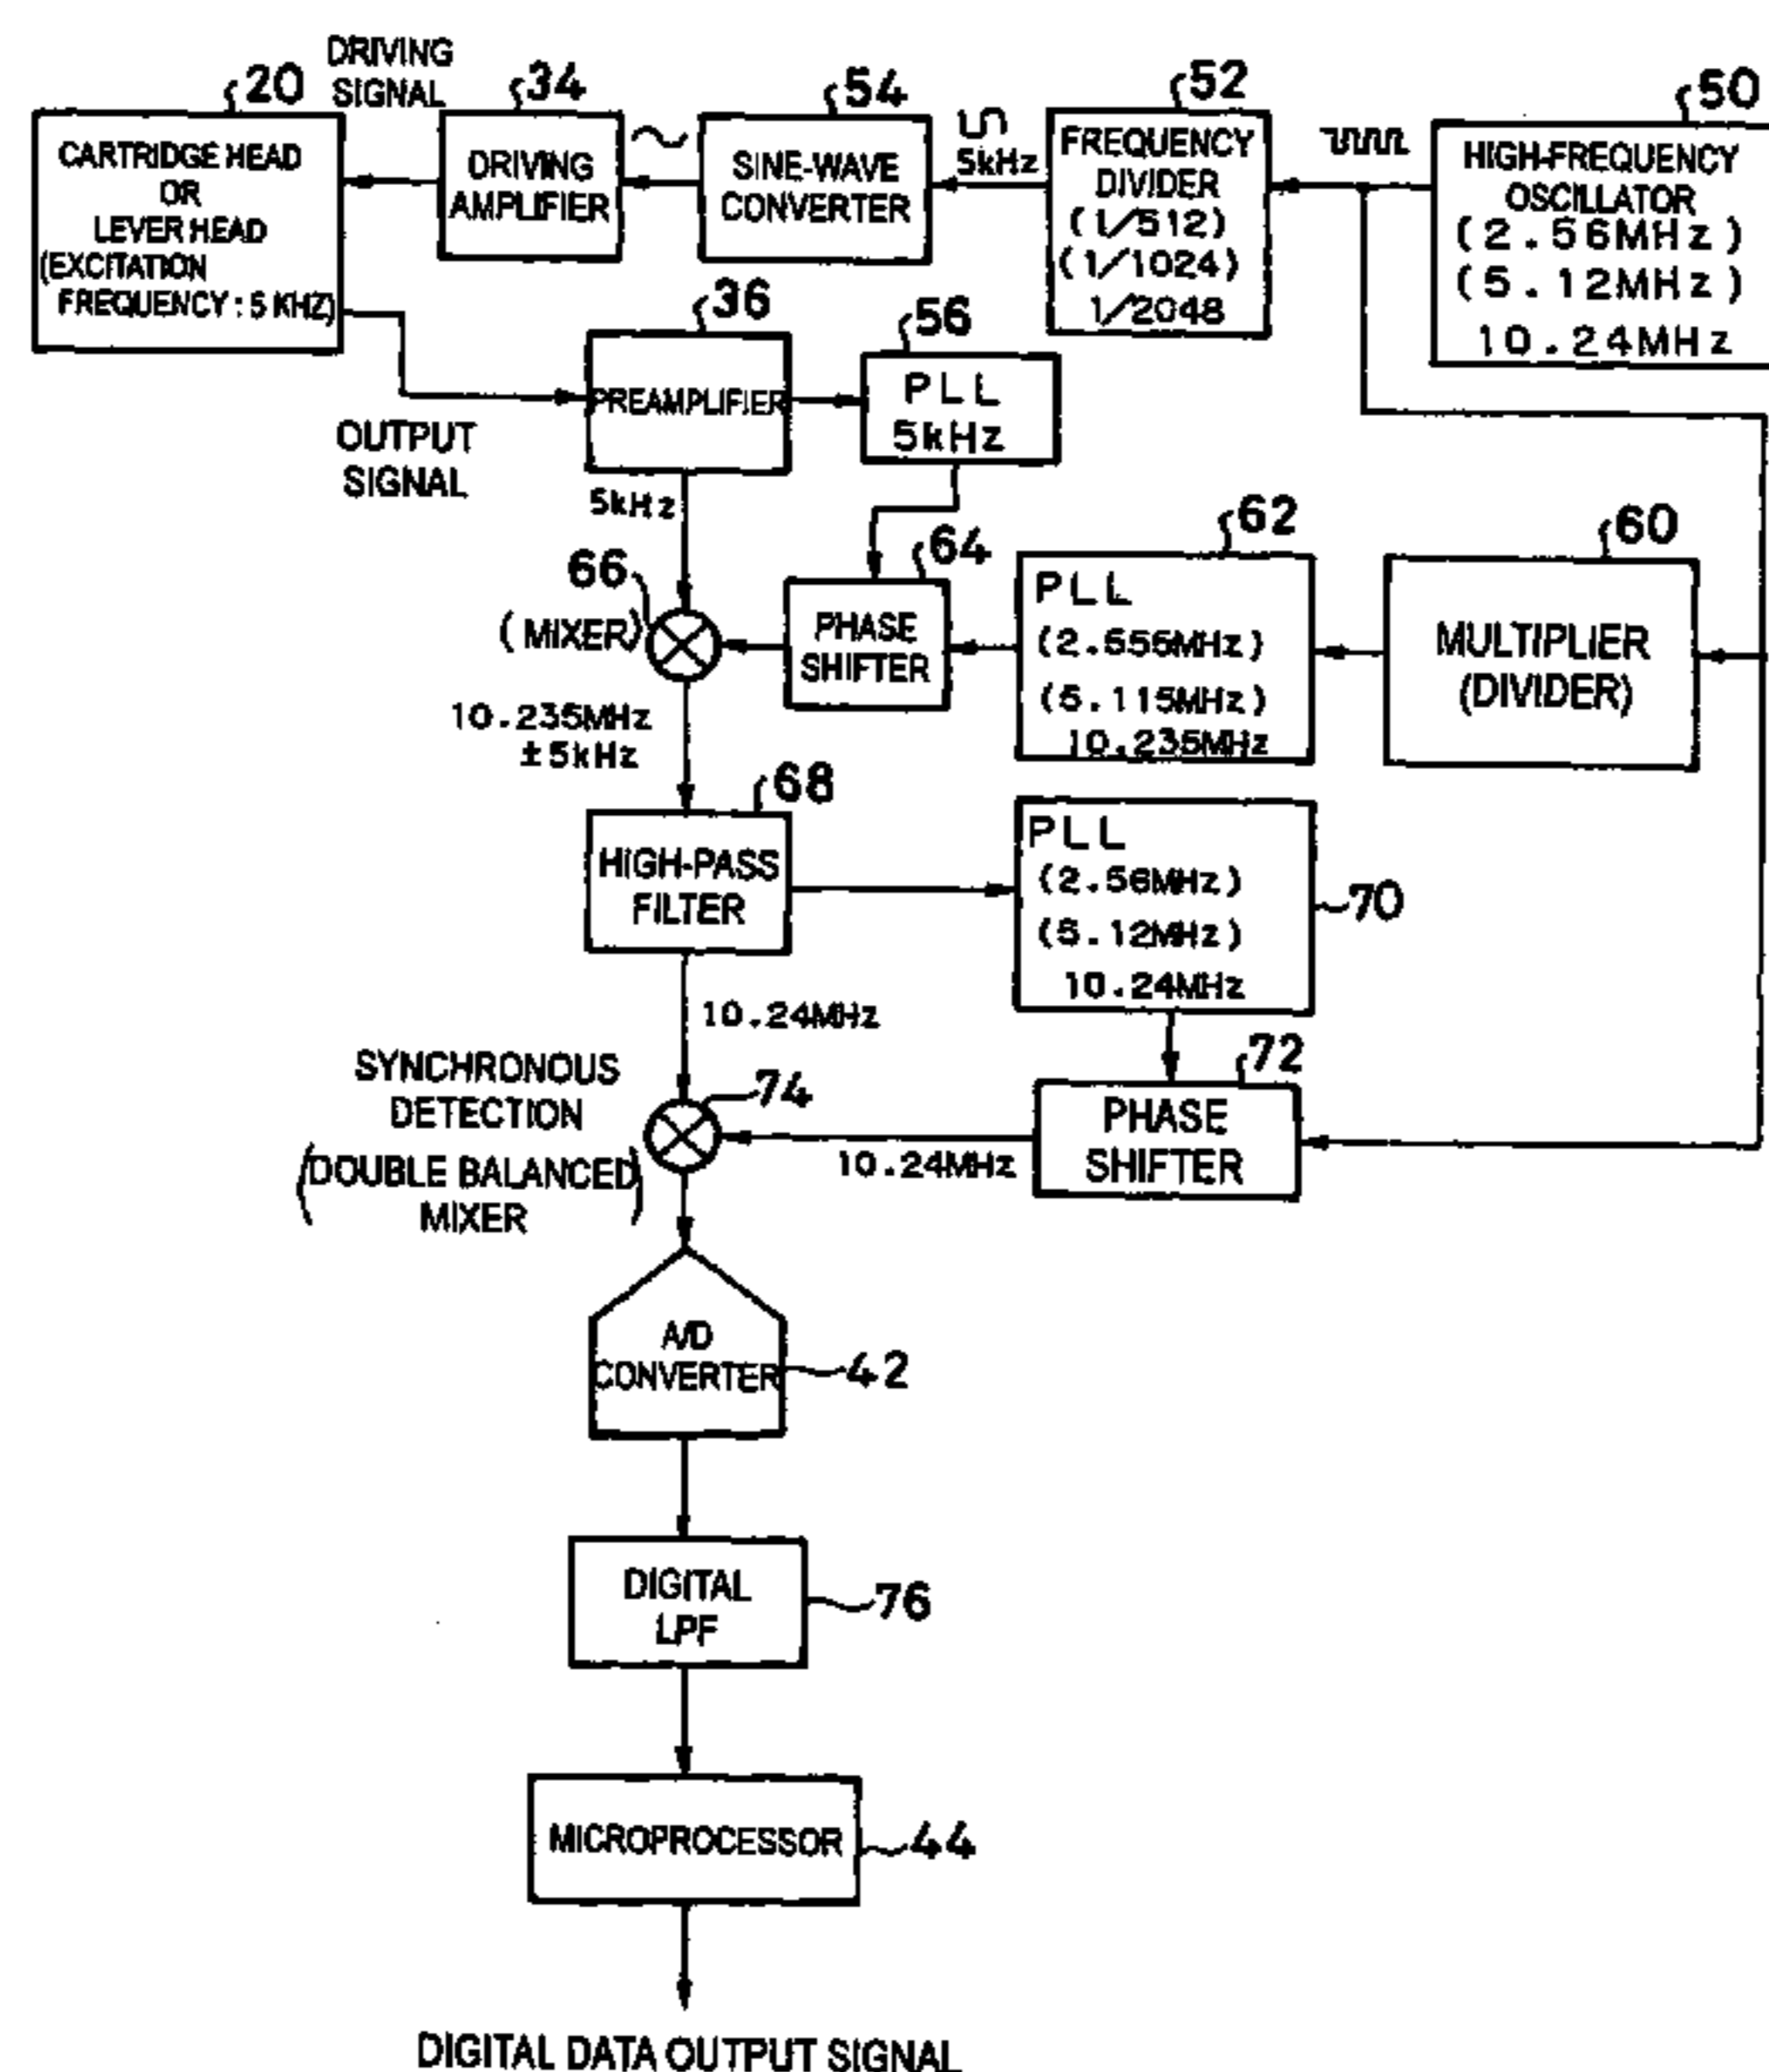 20
DRIVING
SIGNAL
34
54
52
50
CARTRIDGE HEAD
OR
LEVER HEAD
(EXCITATION
FREQUENCY : 5 KHZ)
DRIVING
AMPLIFIER
SINE-WAVE
CONVERTER
5kHz
FREQUENCY
DIVIDER
(1/512)
(1/1024)
1/2048
HIGH-FREQUENCY
OSCILLATOR
(2.56MHz)
(5.12MHz)
10.24MHz
36
56
PREAMPLIFIER
PLL
5kHz
OUTPUT
SIGNAL
5kHz
66
(MIXER)
64
PHASE
SHIFTER
62
PLL
(2.555MHz)
(5.115MHz)
10.235MHz
60
MULTIPLIER
(DIVIDER)
10.235MHz
±5kHz
68
HIGH-PASS
FILTER
PLL
(2.56MHz)
(5.12MHz)
10.24MHz
70
10.24MHz
SYNCHRONOUS
DETECTION
(DOUBLE BALANCED
MIXER)
74
10.24MHz
72
PHASE
SHIFTER
A/D
CONVERTER
42
DIGITAL
LPF
76
MICROPROCESSOR
44
DIGITAL DATA OUTPUT SIGNAL